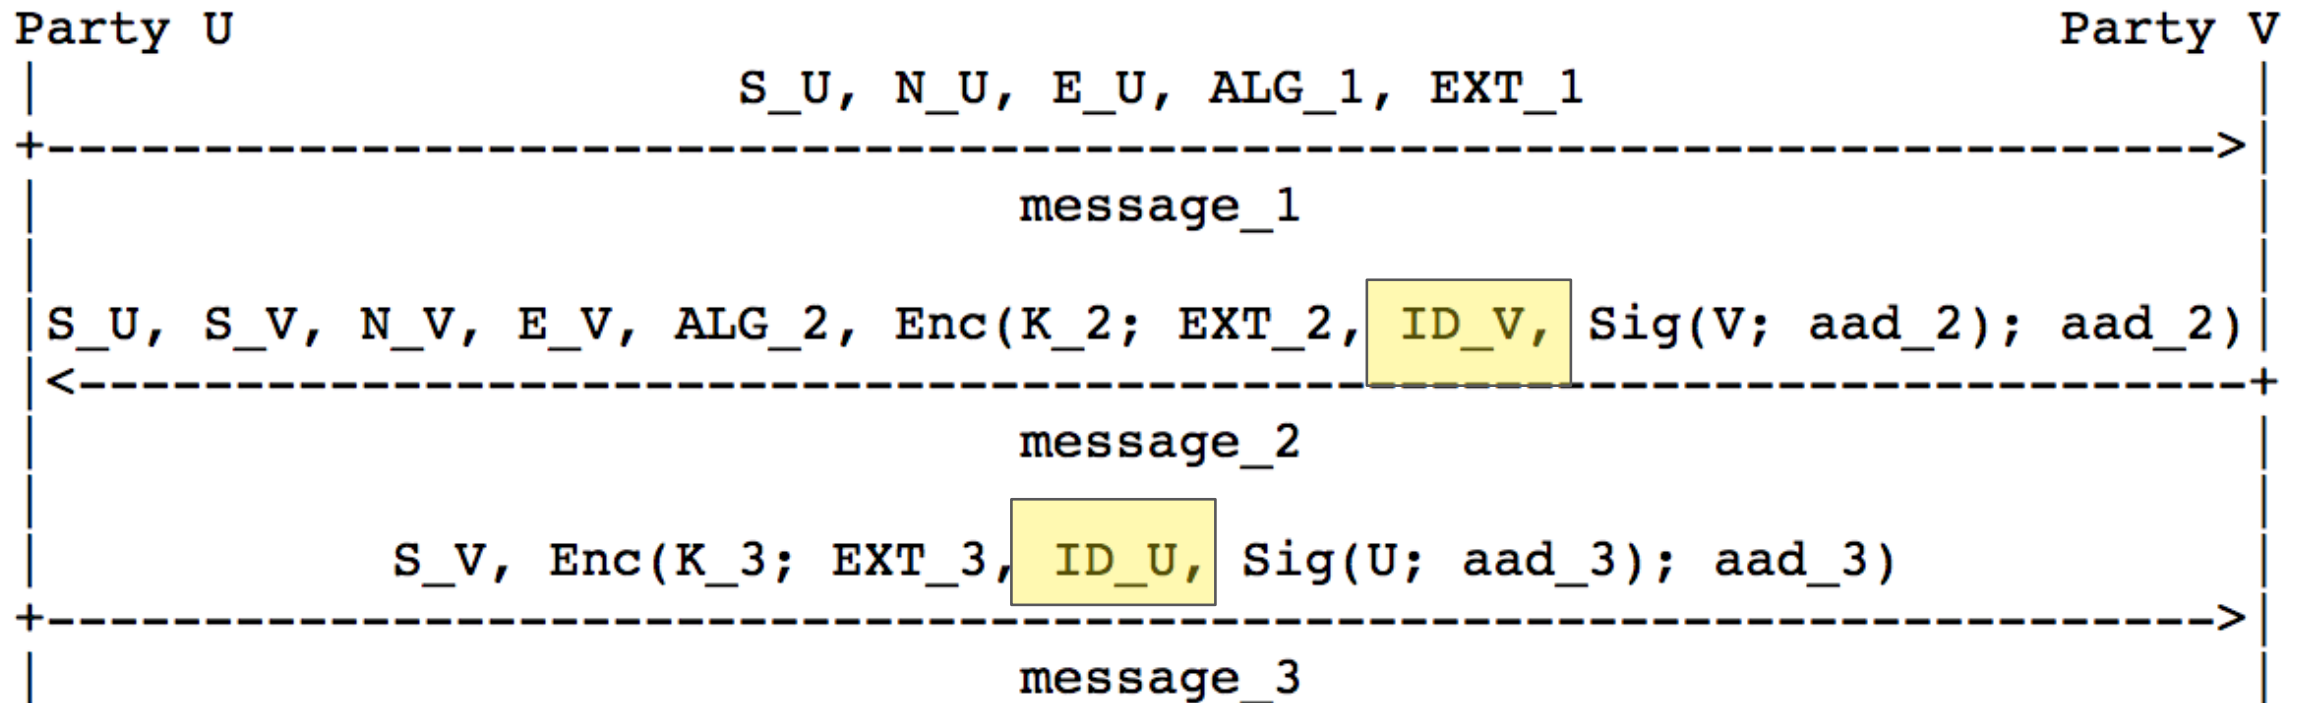 Party U Party V
| S_U, N_U, E_U, ALG_1, EXT_1 |
+---------------------------------------------------------------------->|
| message_1 |
| |
|S_U, S_V, N_V, E_V, ALG_2, Enc(K_2; EXT_2, ID_V, Sig(V; aad_2); aad_2)|
|<---------------------------------------------------------------------+
| message_2 |
| |
| S_V, Enc(K_3; EXT_3, ID_U, Sig(U; aad_3); aad_3) |
+---------------------------------------------------------------------->|
| message_3 |